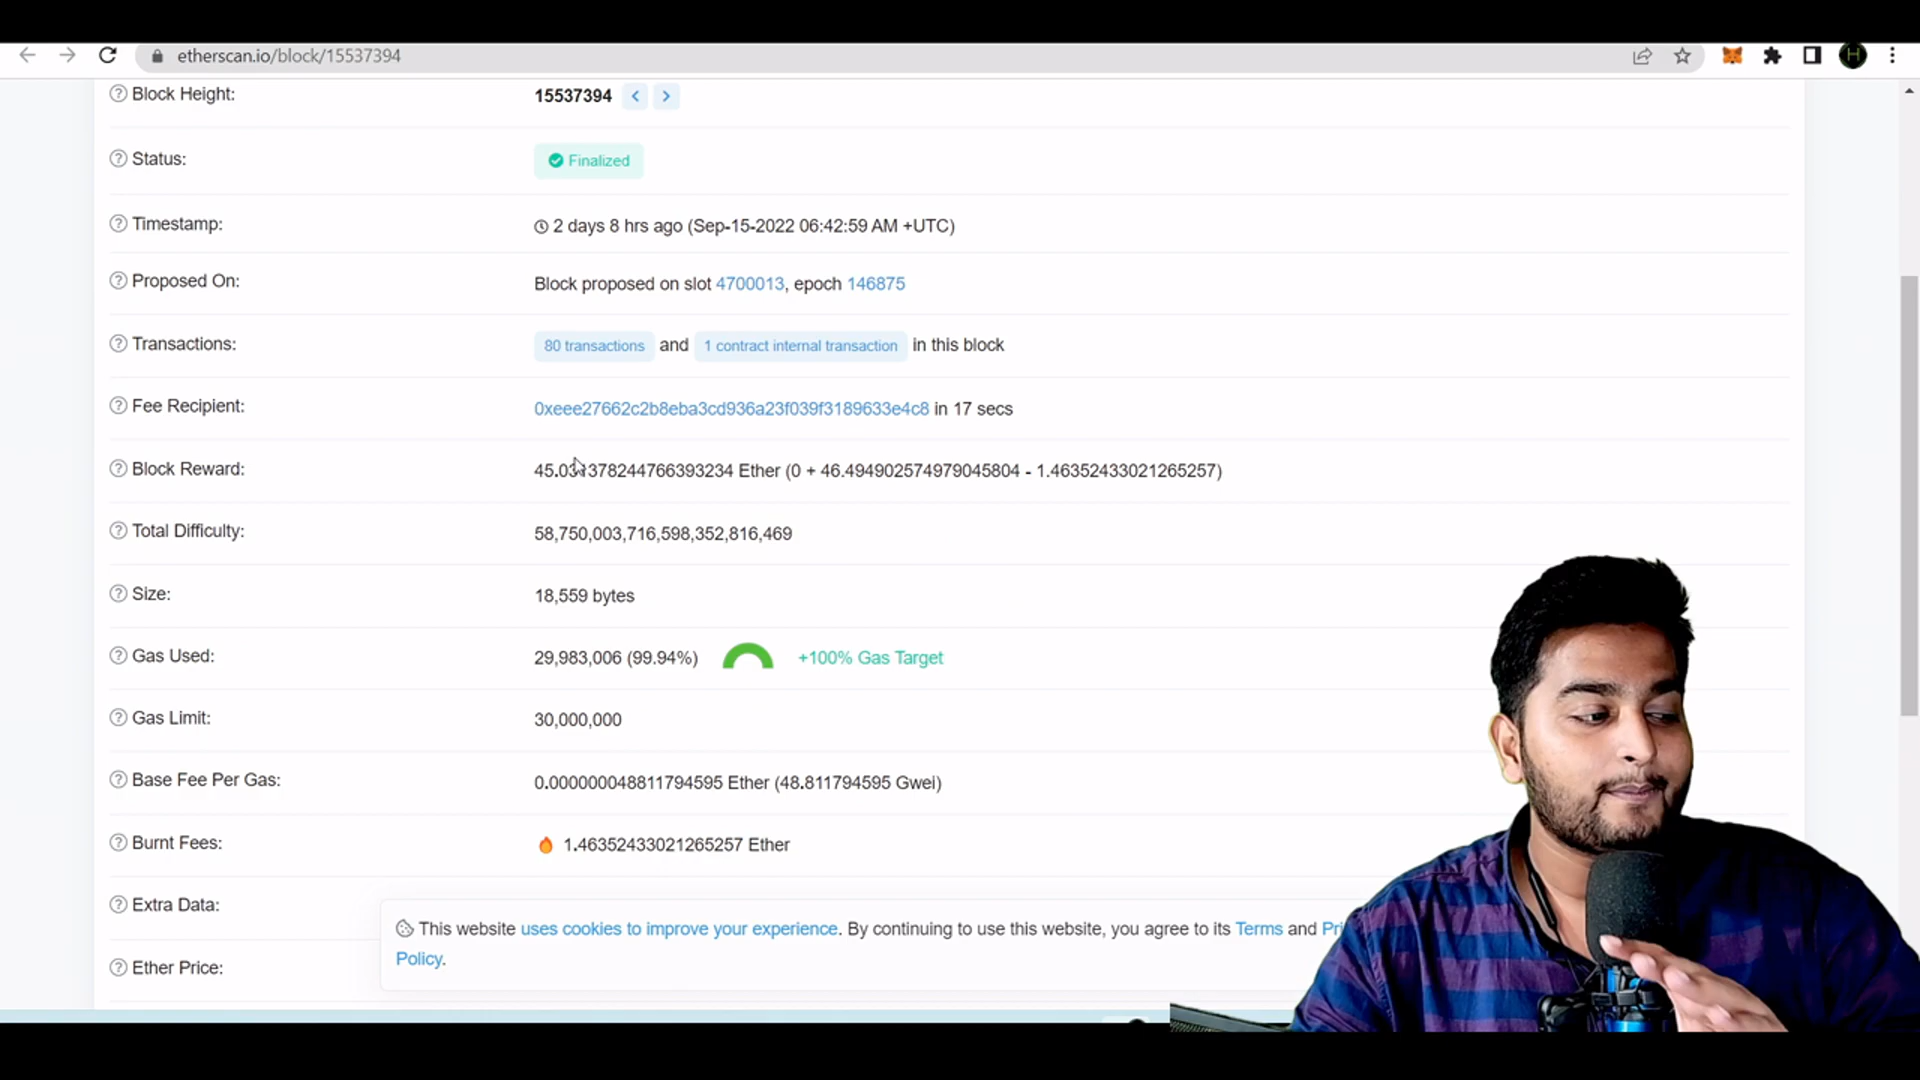 etherscan.io/block/15537394
H
Block Height:
15537394
Status:
Finalized
Timestamp:
2 days 8 hrs ago (Sep-15-2022 06:42:59 AM +UTC)
Proposed On:
Block proposed on slot 4700013, epoch 146875
Transactions:
80 transactions and 1 contract internal transaction in this block
Fee Recipient:
0xeee27662c2b8eba3cd936a23f039f3189633e4c8 in 17 secs
Block Reward:
Ether (0 + 46.494902574979045804 - 1.46352433021265257)
Total Difficulty:
58,750,003,716,598,352,816,469
Size:
18,559 bytes
Gas Used:
29,983,006 (99.94%) +100% Gas Target
Gas Limit:
30,000,000
Base Fee Per Gas:
0.000000048811794595 Ether (48.811794595 Gwei)
Burnt Fees:
1.46352433021265257 Ether
Extra Data:
Ether Price:
This website uses cookies to improve your experience. By continuing to use this website, you agree to its Terms and Pri
Policy.